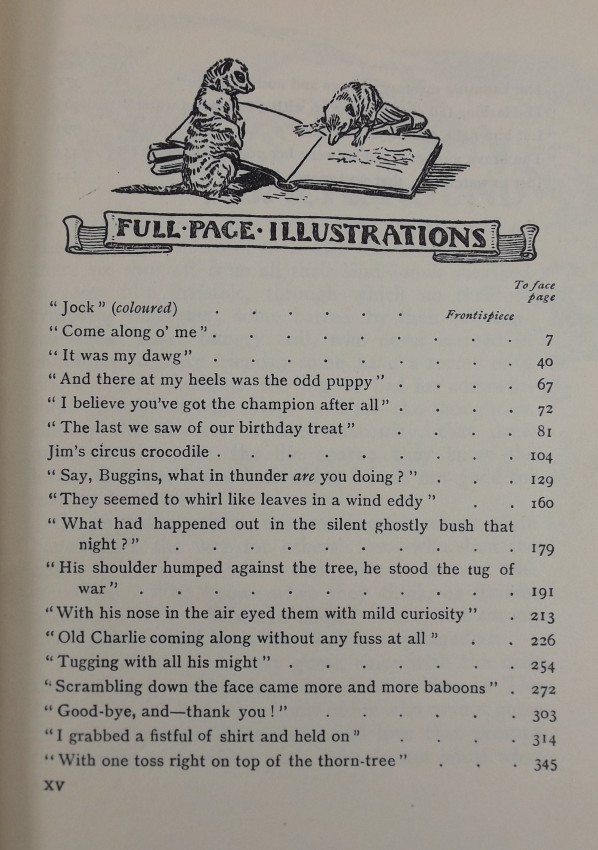 FULL·PAGE·ILLUSTRATIONS
To face
page
"Jock" (coloured) . . . . . Frontispiece
"Come along o' me" . . . . . . . . . 7
"It was my dawg" . . . . . . . . . 40
"And there at my heels was the odd puppy" . . . . 67
"I believe you've got the champion after all" . . . . 72
"The last we saw of our birthday treat" . . . . 81
Jim's circus crocodile . . . . . . . . . 104
"Say, Buggins, what in thunder are you doing?" . . 129
"They seemed to whirl like leaves in a wind eddy" . . 160
"What had happened out in the silent ghostly bush that
night?" . . . . . . . . . . 179
"His shoulder humped against the tree, he stood the tug of
war" . . . . . . . . . . . 191
"With his nose in the air eyed them with mild curiosity" . 213
"Old Charlie coming along without any fuss at all" . . 226
"Tugging with all his might" . . . . . . 254
"Scrambling down the face came more and more baboons" . 272
"Good-bye, and—thank you!" . . . . . . 303
"I grabbed a fistful of shirt and held on" . . . . 314
"With one toss right on top of the thorn-tree" . . . 345
XV